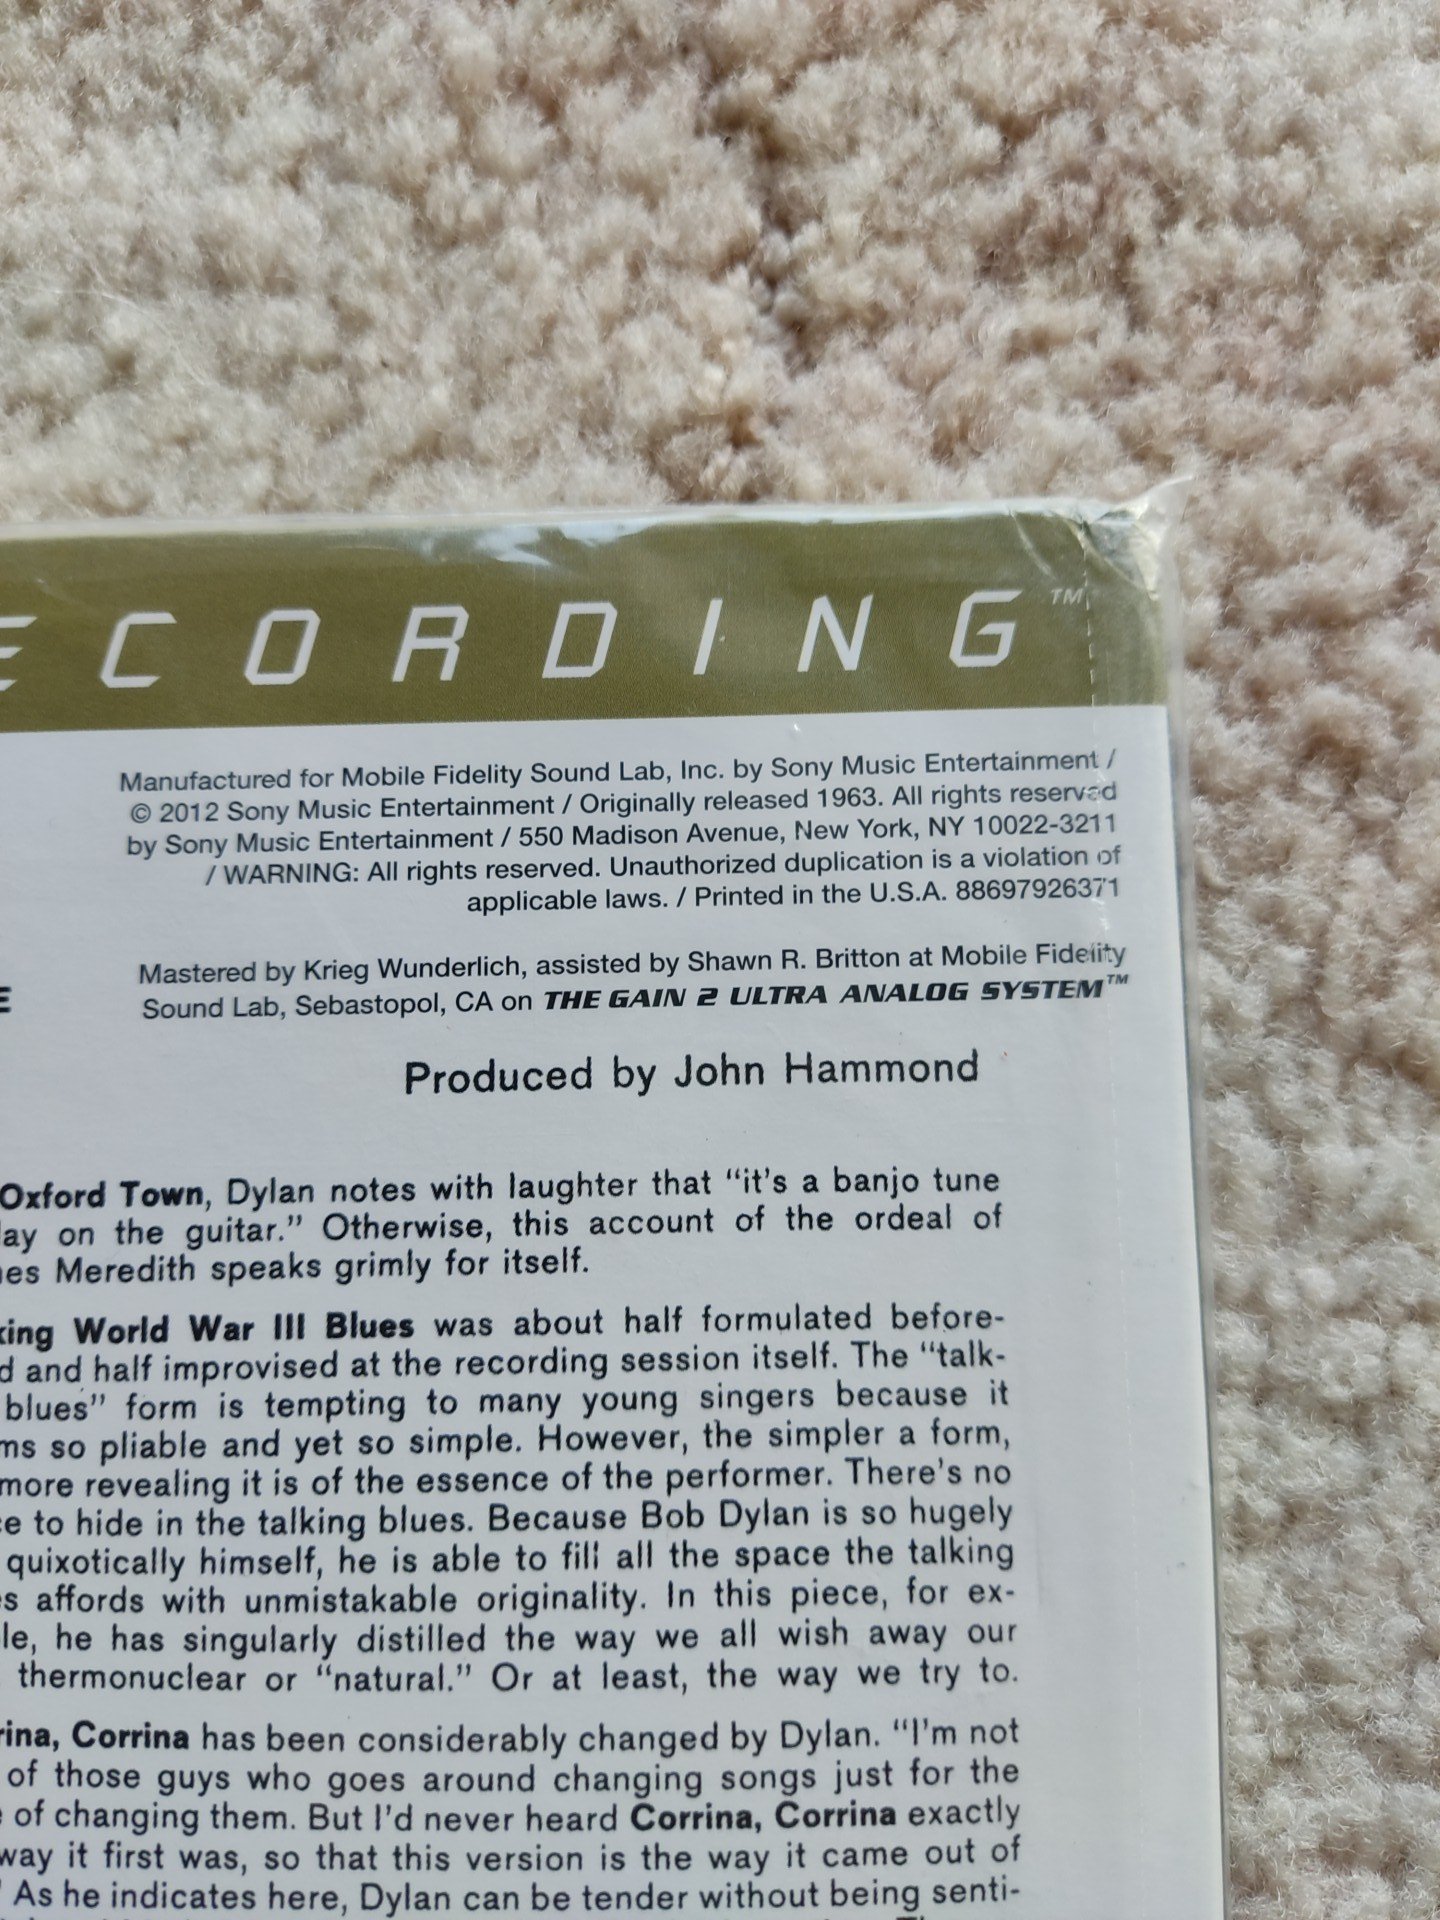 ECORDING™
Manufactured for Mobile Fidelity Sound Lab, Inc. by Sony Music Entertainment /
© 2012 Sony Music Entertainment / Originally released 1963. All rights reserved
by Sony Music Entertainment / 550 Madison Avenue, New York, NY 10022-3211
/ WARNING: All rights reserved. Unauthorized duplication is a violation of
applicable laws. / Printed in the U.S.A. 88697926371
Mastered by Krieg Wunderlich, assisted by Shawn R. Britton at Mobile Fidelity
E
Sound Lab, Sebastopol, CA on THE GAIN 2 ULTRA ANALOG SYSTEM™
Produced by John Hammond
Oxford Town, Dylan notes with laughter that “it’s a banjo tune
lay on the guitar.” Otherwise, this account of the ordeal of
nes Meredith speaks grimly for itself.
king World War III Blues was about half formulated before-
d and half improvised at the recording session itself. The “talk-
blues” form is tempting to many young singers because it
ms so pliable and yet so simple. However, the simpler a form,
more revealing it is of the essence of the performer. There’s no
ce to hide in the talking blues. Because Bob Dylan is so hugely
quixotically himself, he is able to fill all the space the talking
es affords with unmistakable originality. In this piece, for ex-
le, he has singularly distilled the way we all wish away our
thermonuclear or “natural.” Or at least, the way we try to.
rina, Corrina has been considerably changed by Dylan. “I’m not
of those guys who goes around changing songs just for the
e of changing them. But I’d never heard Corrina, Corrina exactly
way it first was, so that this version is the way it came out of
” As he indicates here, Dylan can be tender without being senti-